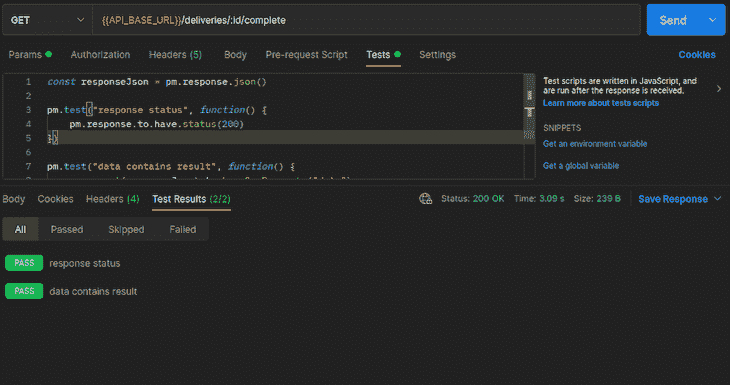 GET {{API_BASE_URL}}/deliveries/:id/complete Send
Params Authorization Headers (5) Body Pre-request Script Tests Settings Cookies
1 const responseJson = pm.response.json()
2
3 pm.test("response status", function() {
4 pm.response.to.have.status(200)
5 })
6
7 pm.test("data contains result", function() {
Test scripts are written in JavaScript, and
are run after the response is received.
Learn more about tests scripts
SNIPPETS
Get an environment variable
Get a global variable
Body Cookies Headers (4) Test Results (2/2) Status: 200 OK Time: 3.09 s Size: 239 B Save Response
All Passed Skipped Failed
PASS response status
PASS data contains result